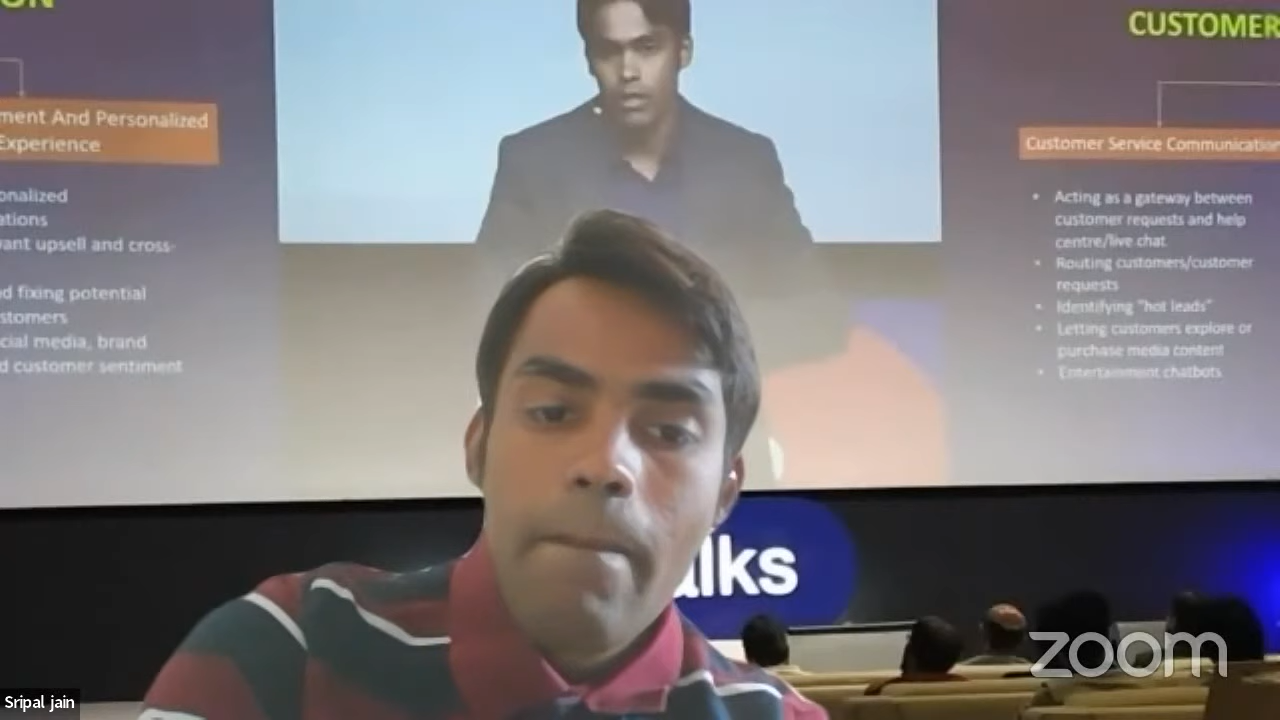 ON
ment And Personalized
Experience
onalized
ations
vant upsell and cross-
d fixing potential
stomers
cial media, brand
d customer sentiment
CUSTOMER
Customer Service Communication
• Acting as a gateway between
customer requests and help
centre/live chat
• Routing customers/customer
requests
• Identifying "hot leads"
• Letting customers explore or
purchase media content
• Entertainment chatbots
alks
zoom
Sripal jain